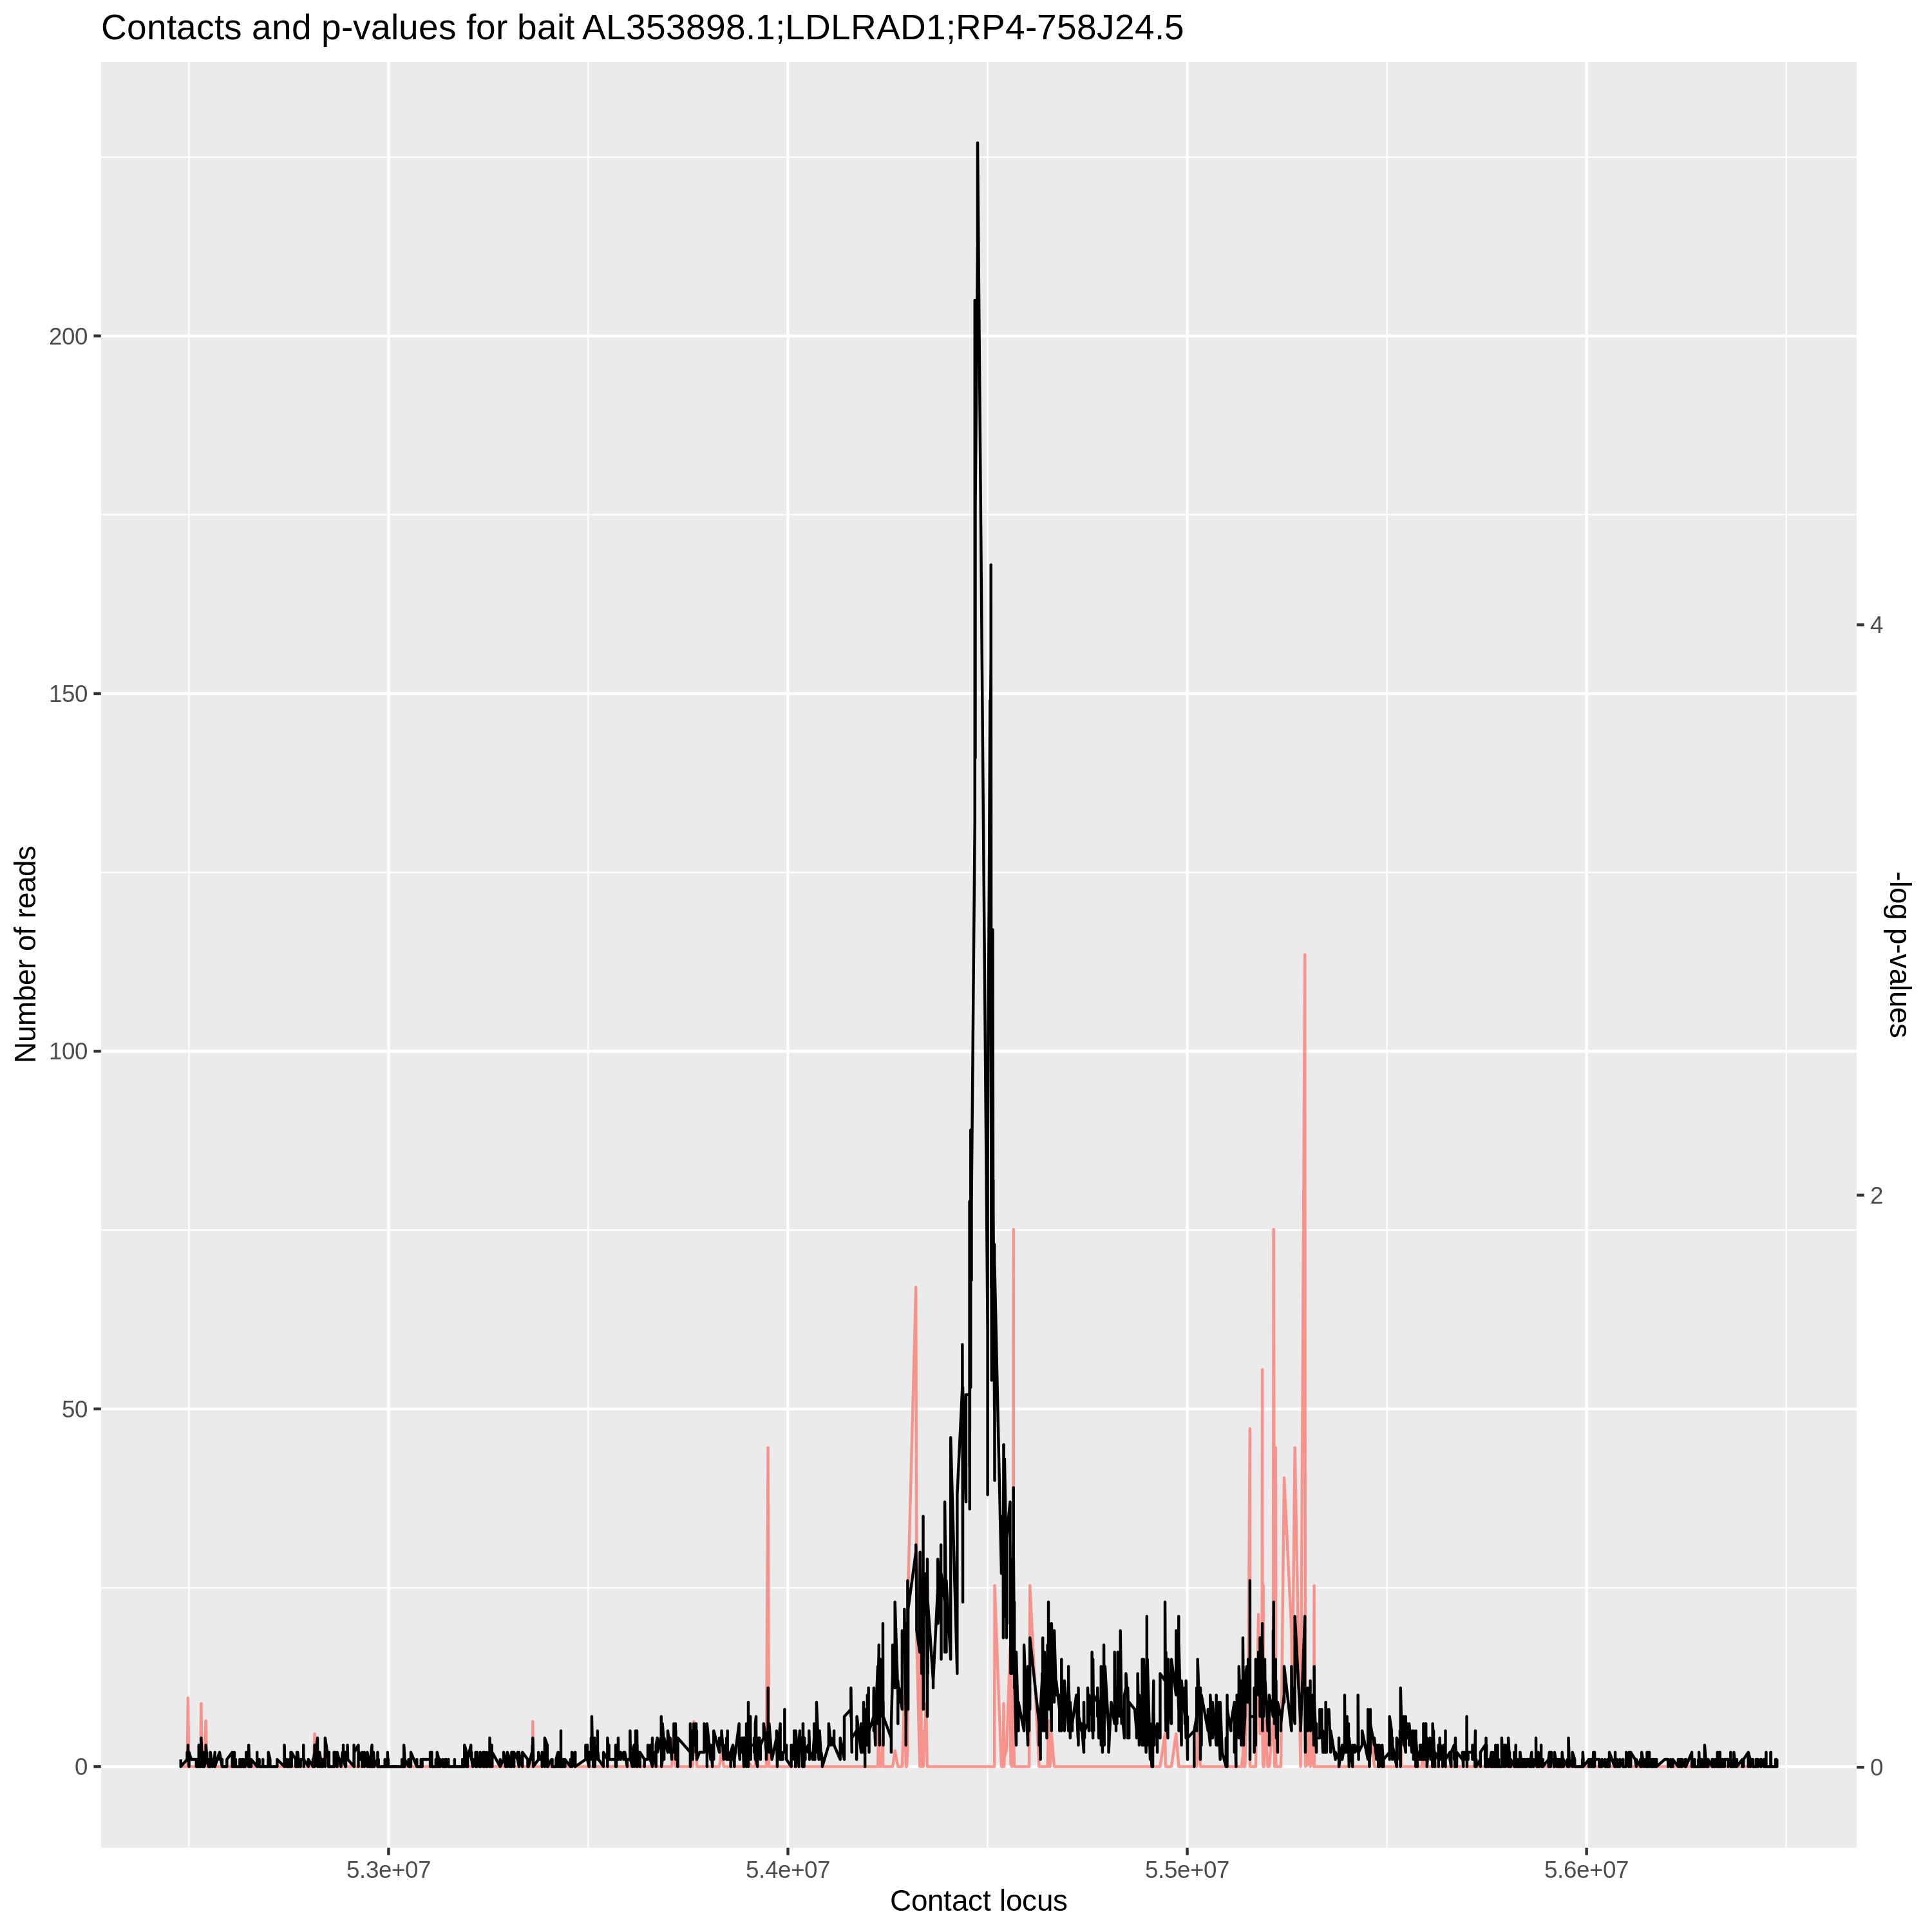 Contacts and p-values for bait AL353898.1;LDLRAD1;RP4-758J24.5
Number of reads
200
150
100
50
0
4
2
0
-log p-values
5.3e+07 5.4e+07 5.5e+07 5.6e+07
Contact locus